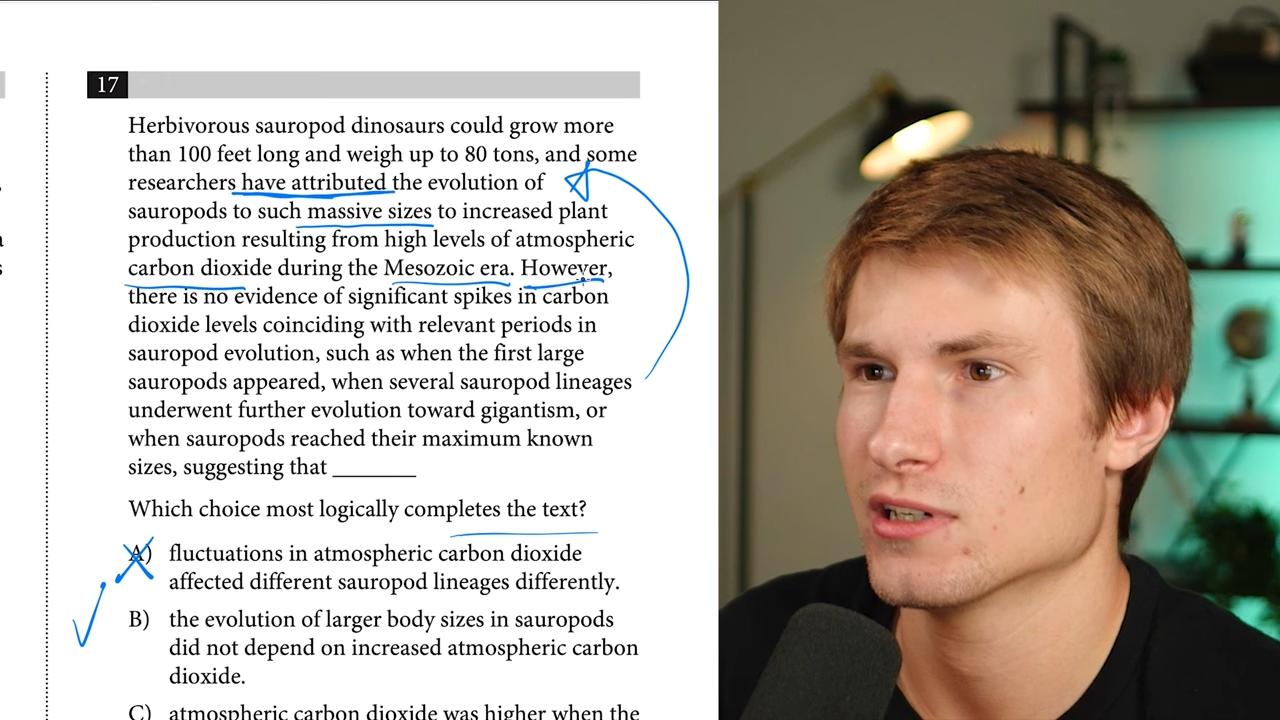 17
Herbivorous sauropod dinosaurs could grow more
than 100 feet long and weigh up to 80 tons, and some
researchers have attributed the evolution of
sauropods to such massive sizes to increased plant
production resulting from high levels of atmospheric
carbon dioxide during the Mesozoic era. However,
there is no evidence of significant spikes in carbon
dioxide levels coinciding with relevant periods in
sauropod evolution, such as when the first large
sauropods appeared, when several sauropod lineages
underwent further evolution toward gigantism, or
when sauropods reached their maximum known
sizes, suggesting that ________
Which choice most logically completes the text?
A) fluctuations in atmospheric carbon dioxide
affected different sauropod lineages differently.
B) the evolution of larger body sizes in sauropods
did not depend on increased atmospheric carbon
dioxide.
C) atmospheric carbon dioxide was higher when the